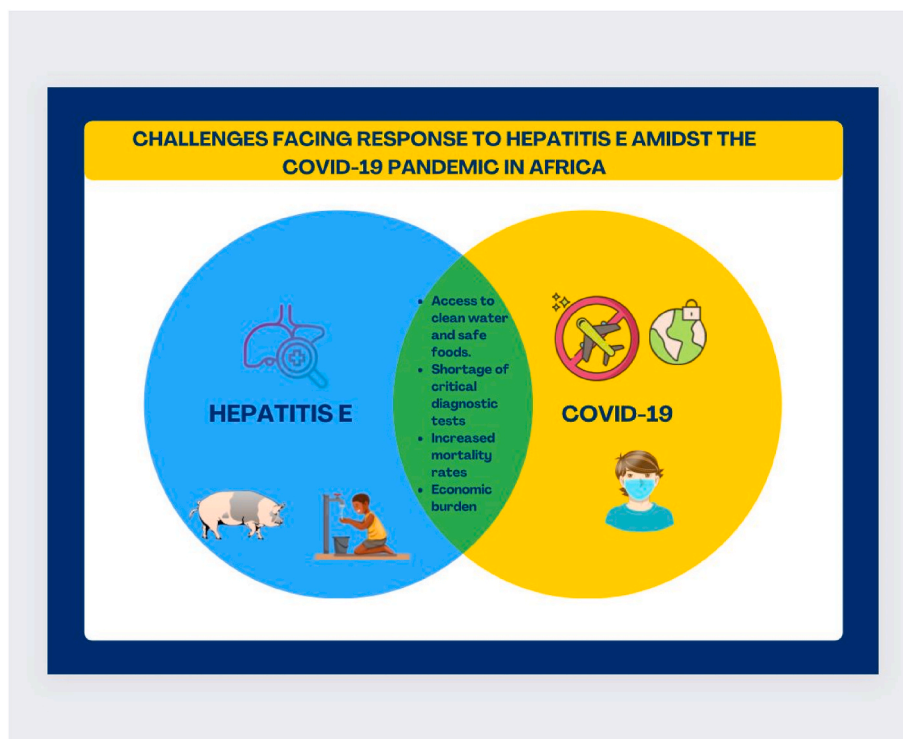 CHALLENGES FACING RESPONSE TO HEPATITIS E AMIDST THE
COVID-19 PANDEMIC IN AFRICA
HEPATITIS E
• Access to
clean water
and safe
foods.
• Shortage of
critical
diagnostic
tests
• Increased
mortality
rates
• Economic
burden
COVID-19